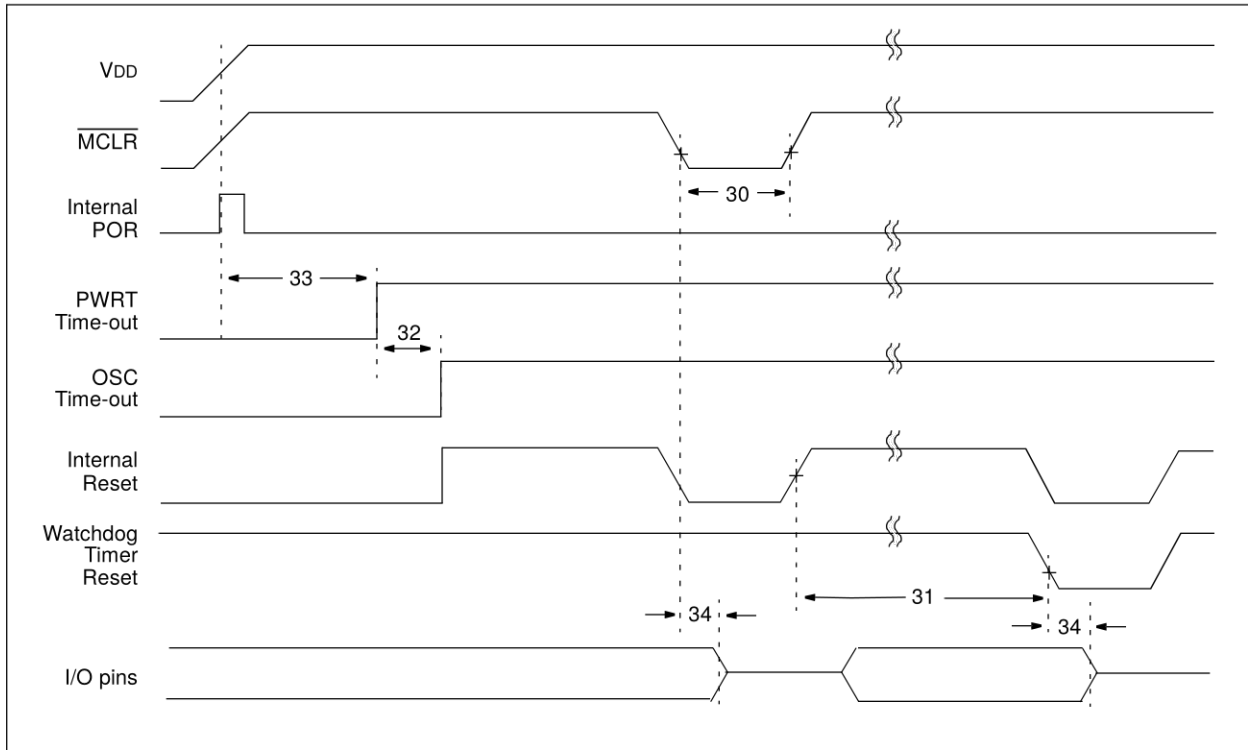 VDD
MCLR
30
Internal
POR
33
PWRT
Time-out
32
OSC
Time-out
Internal
Reset
Watchdog
Timer
Reset
31
34
34
I/O pins